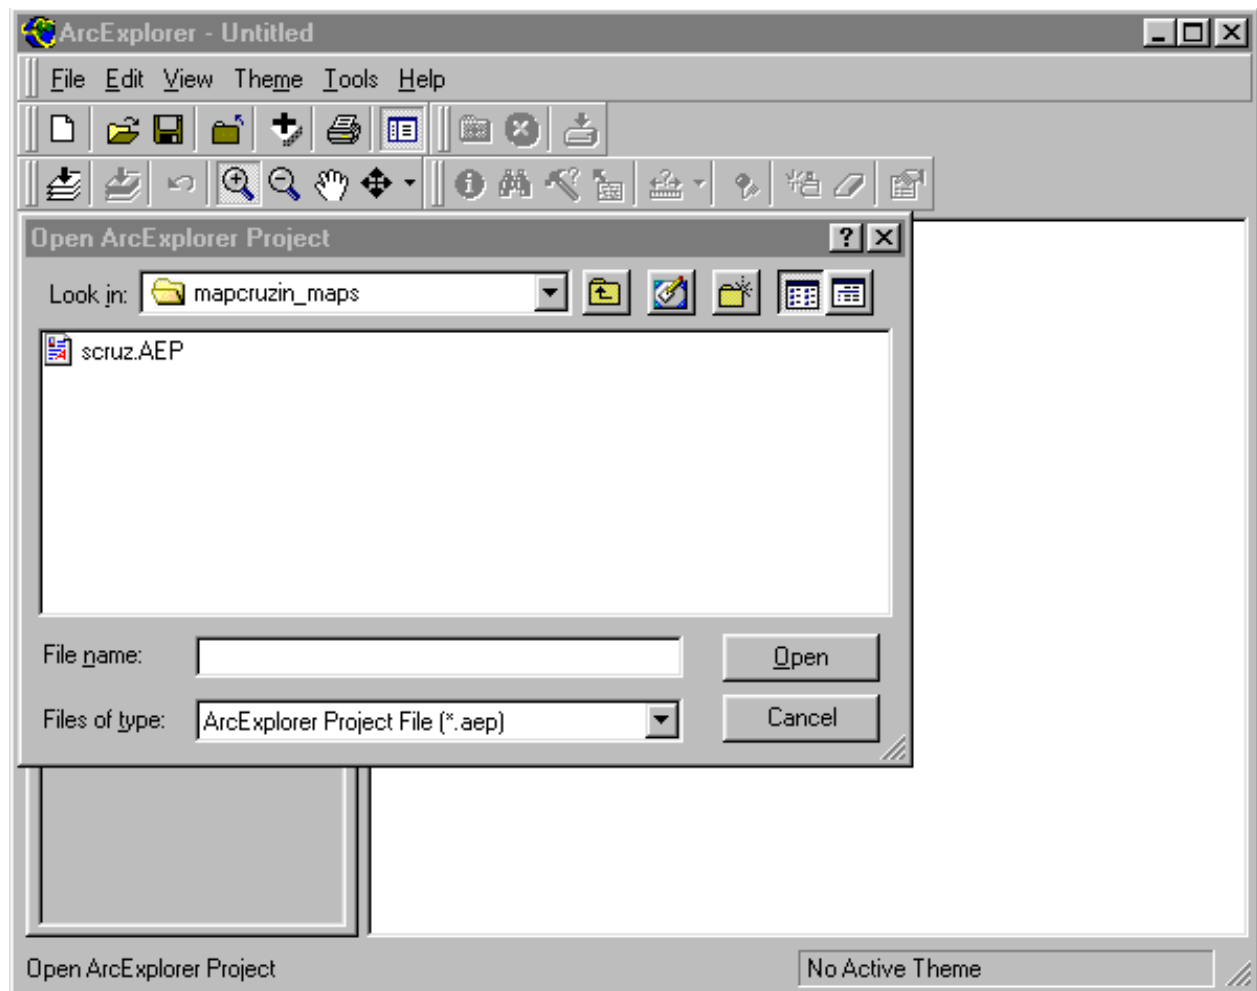 ArcExplorer - Untitled
File Edit View Theme Tools Help
Open ArcExplorer Project
Look in: mapcruzin_maps
scruz.AEP
File name:
Open
Files of type: ArcExplorer Project File (*.aep)
Cancel
Open ArcExplorer Project
No Active Theme